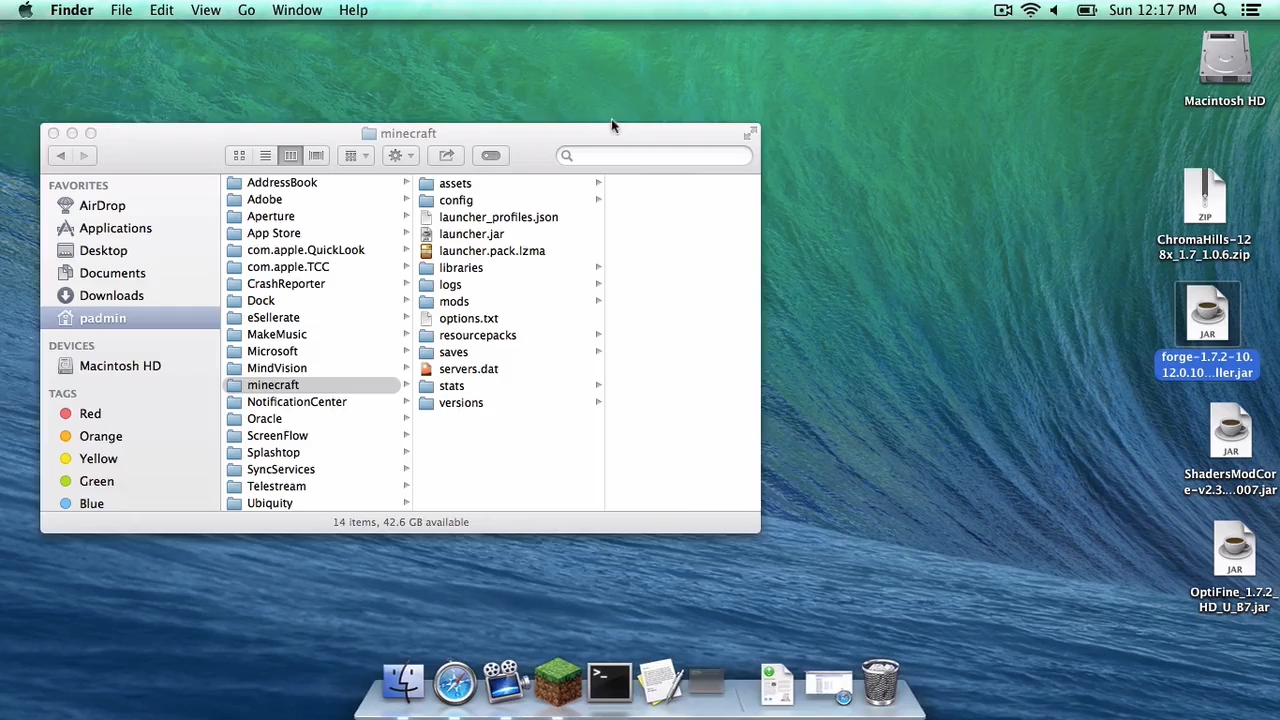 Finder File Edit View Go Window Help Sun 12:17 PM
Macintosh HD
ZIP
ChromaHills-12
8x_1.7_1.0.6.zip
JAR
forge-1.7.2-10.
12.0.10...ller.jar
JAR
ShadersModCor
e-v2.3....007.jar
JAR
OptiFine_1.7.2_
HD_U_B7.jar
minecraft
FAVORITES
AirDrop
Applications
Desktop
Documents
Downloads
padmin
DEVICES
Macintosh HD
TAGS
Red
Orange
Yellow
Green
Blue
AddressBook
Adobe
Aperture
App Store
com.apple.QuickLook
com.apple.TCC
CrashReporter
Dock
eSellerate
MakeMusic
Microsoft
MindVision
minecraft
NotificationCenter
Oracle
ScreenFlow
Splashtop
SyncServices
Telestream
Ubiquity
assets
config
launcher_profiles.json
launcher.jar
launcher.pack.lzma
libraries
logs
mods
options.txt
resourcepacks
saves
servers.dat
stats
versions
14 items, 42.6 GB available